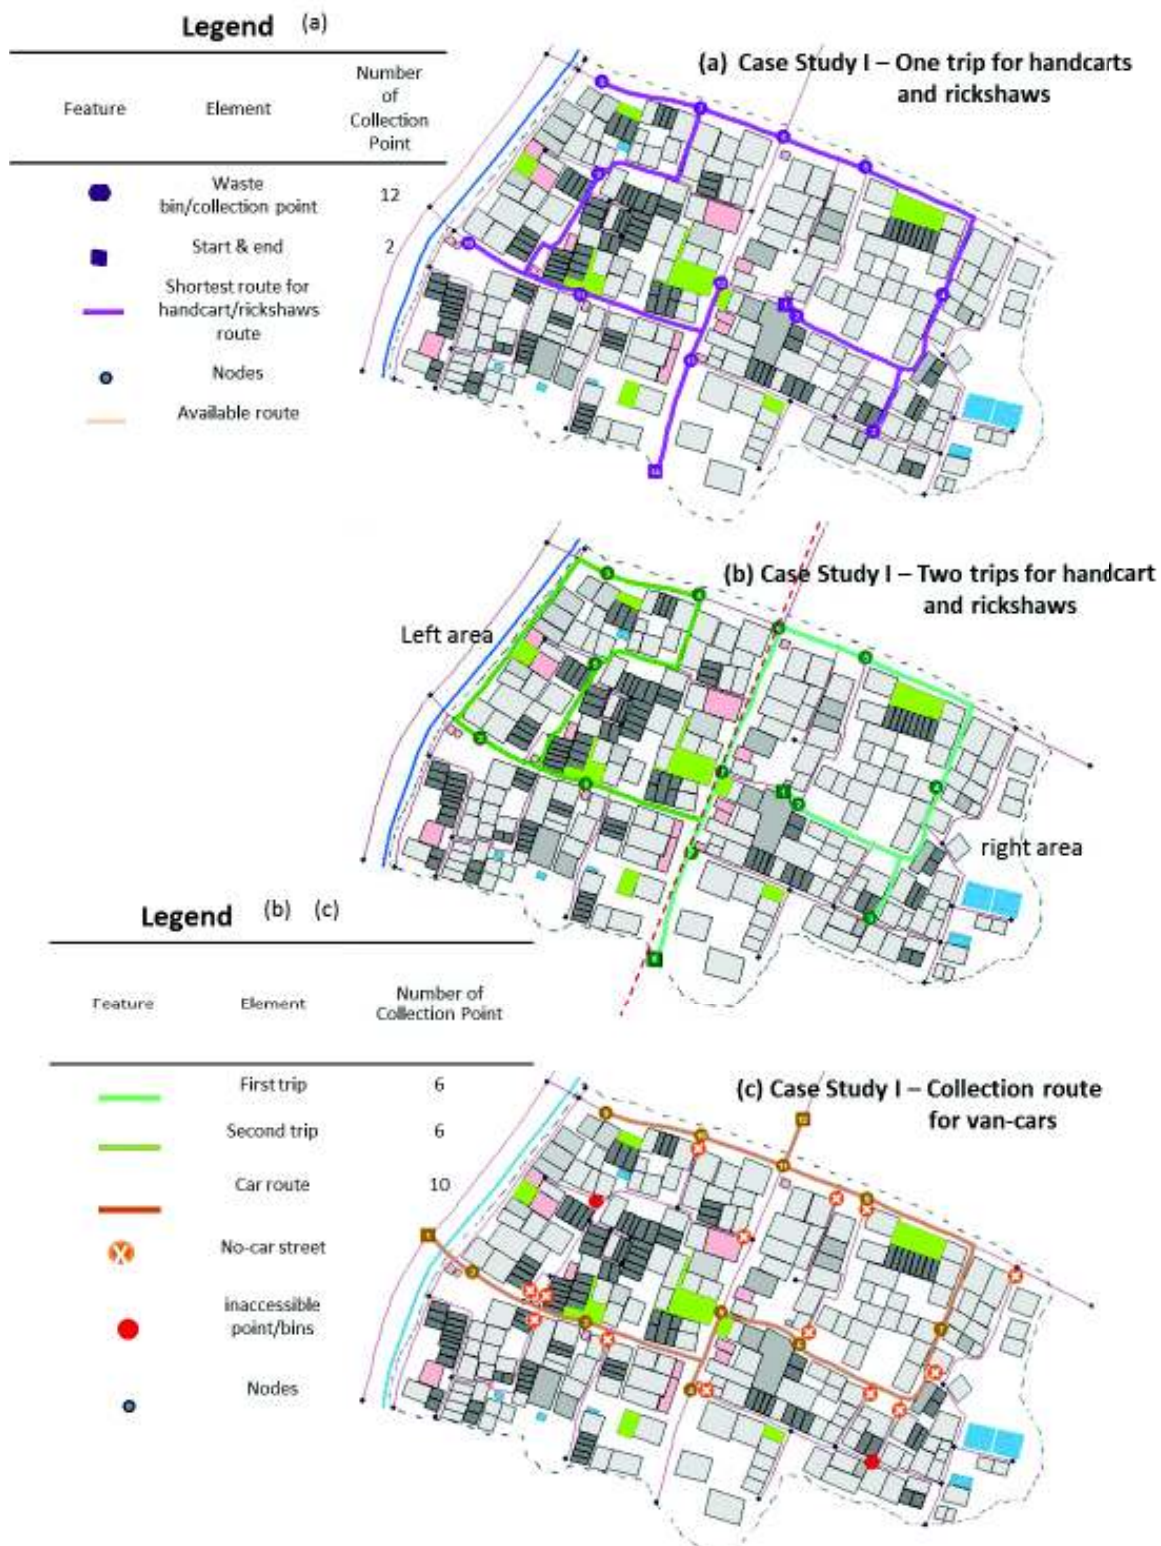 Legend (a)
Feature Element Number of Collection Point
Waste bin/collection point 12
Start & end 2
Shortest route for handcart/rickshaws route
Nodes
Available route
(a) Case Study I – One trip for handcarts
and rickshaws
(b) Case Study I – Two trips for handcart
and rickshaws
Left area
right area
Legend (b) (c)
Feature Element Number of Collection Point
First trip 6
Second trip 6
Car route 10
No-car street
inaccessible point/bins
Nodes
(c) Case Study I – Collection route
for van-cars